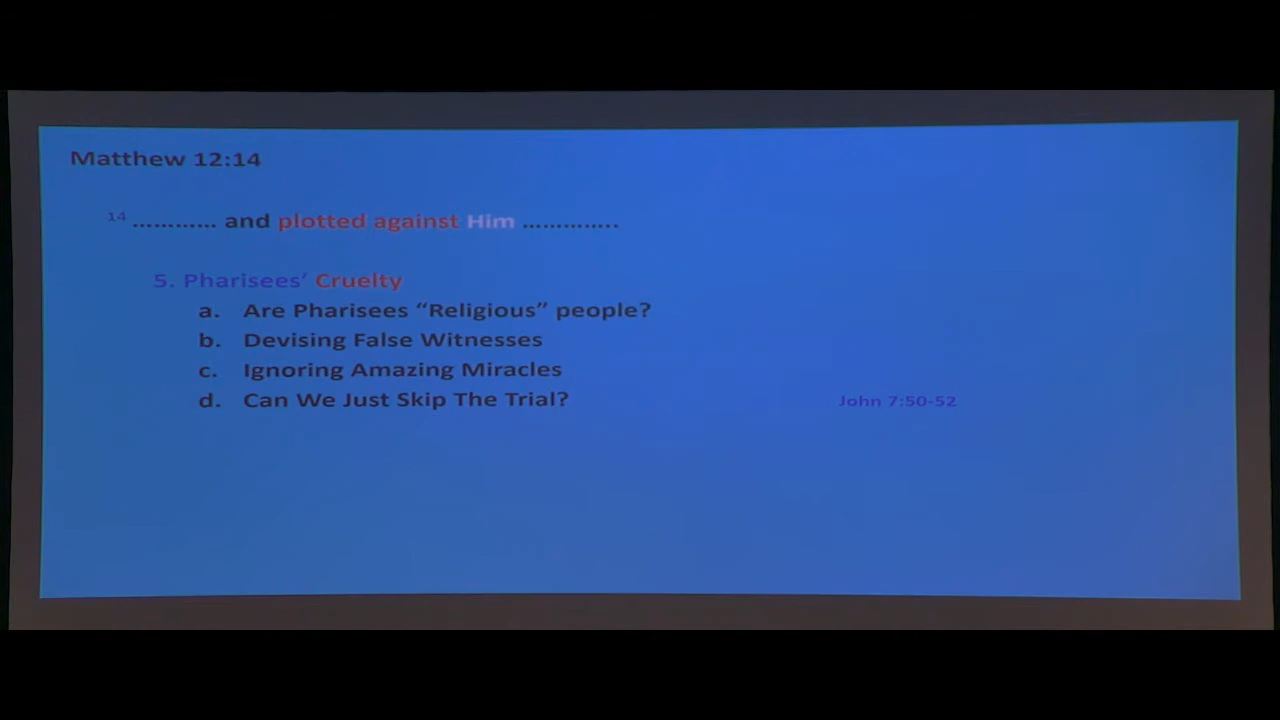 Matthew 12:14
14 ………… and plotted against Him ………….
5. Pharisees’ Cruelty
a. Are Pharisees “Religious” people?
b. Devising False Witnesses
c. Ignoring Amazing Miracles
d. Can We Just Skip The Trial? John 7:50-52